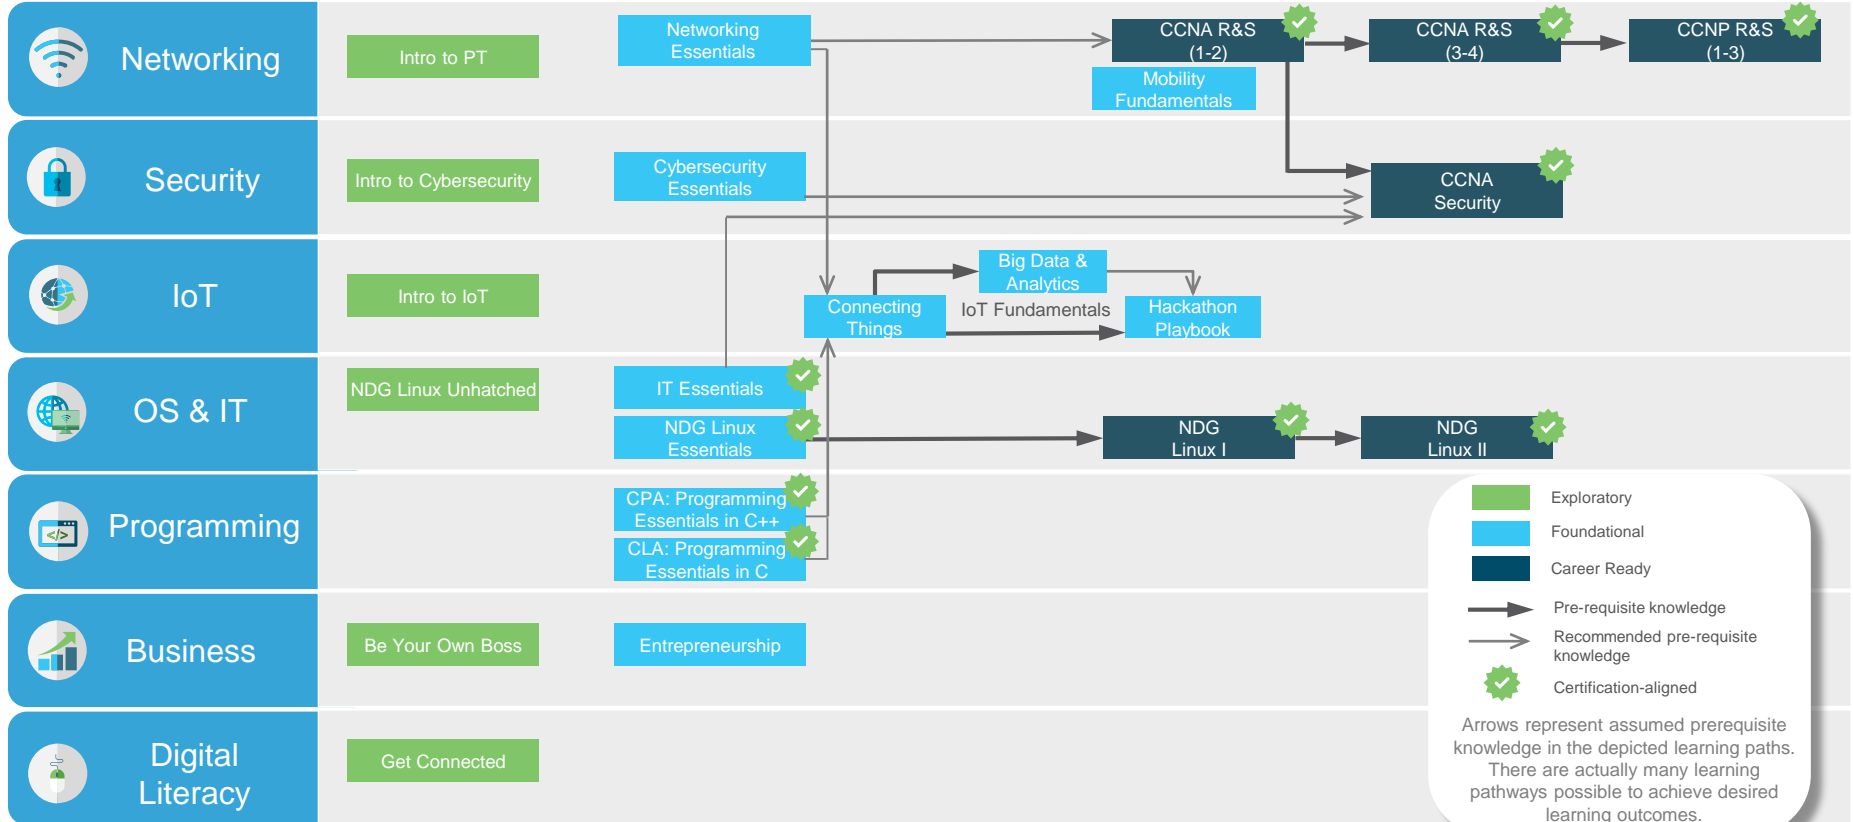 Networking
Intro to PT
Networking
Essentials
CCNA R&S
(1-2)
CCNA R&S
(3-4)
CCNP R&S
(1-3)
Mobility
Fundamentals
Security
Intro to Cybersecurity
Cybersecurity
Essentials
CCNA
Security
IoT
Intro to IoT
Connecting
Things
Big Data &
Analytics
IoT Fundamentals
Hackathon
Playbook
OS & IT
NDG Linux Unhatched
IT Essentials
NDG Linux
Essentials
NDG
Linux I
NDG
Linux II
Programming
</>
CPA: Programming
Essentials in C++
CLA: Programming
Essentials in C
Business
Be Your Own Boss
Entrepreneurship
Digital
Literacy
Get Connected
Exploratory
Foundational
Career Ready
Pre-requisite knowledge
Recommended pre-requisite
knowledge
Certification-aligned
Arrows represent assumed prerequisite
knowledge in the depicted learning paths.
There are actually many learning
pathways possible to achieve desired
learning outcomes.